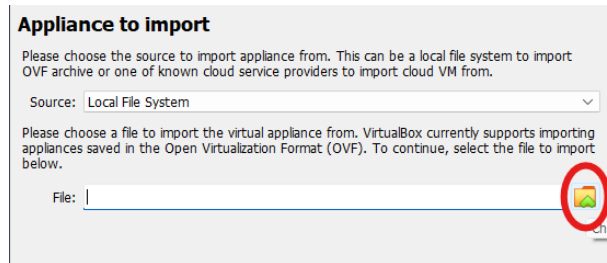 Appliance to import
Please choose the source to import appliance from. This can be a local file system to import
OVF archive or one of known cloud service providers to import cloud VM from.
Source: Local File System
Please choose a file to import the virtual appliance from. VirtualBox currently supports importing
appliances saved in the Open Virtualization Format (OVF). To continue, select the file to import
below.
File: